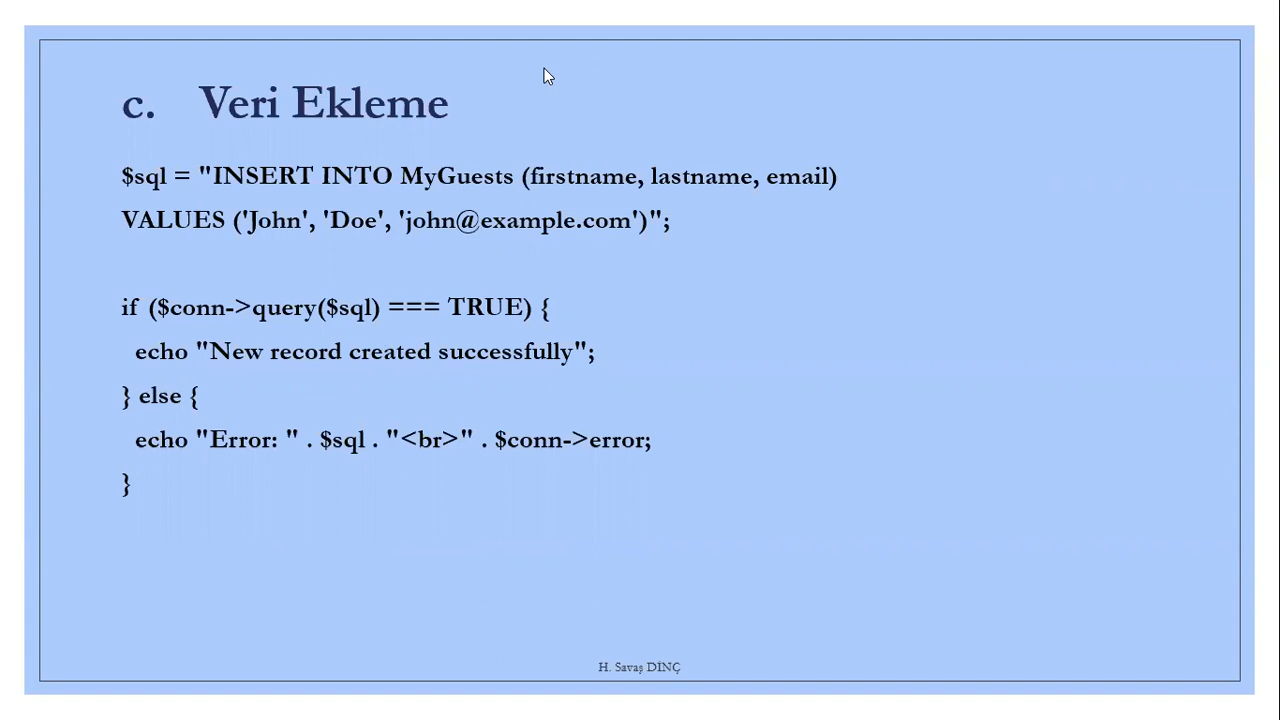 c. Veri Ekleme
$sql = "INSERT INTO MyGuests (firstname, lastname, email)
VALUES ('John', 'Doe', 'john@example.com')";
if ($conn->query($sql) === TRUE) {
  echo "New record created successfully";
} else {
  echo "Error: " . $sql . "<br>" . $conn->error;
}
H. Savaş DİNÇ